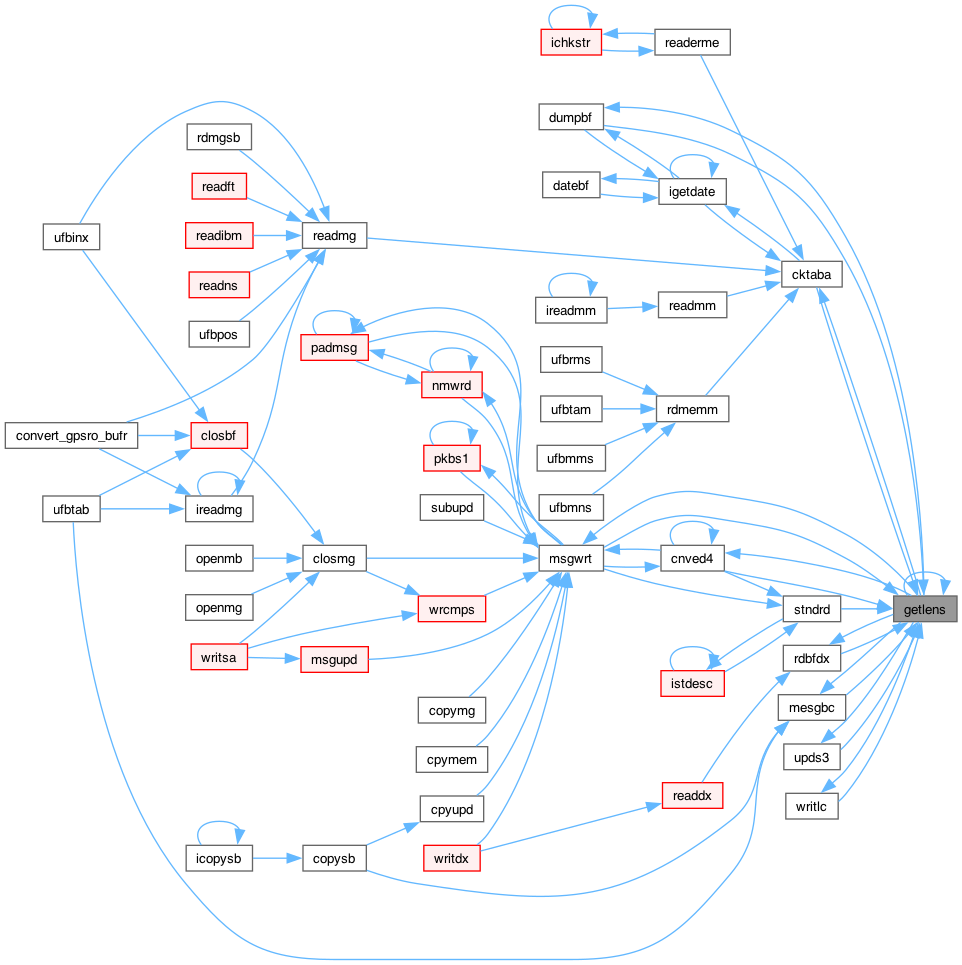 ichkstr
readerme
dumpbf
rdmgsb
readft
datebf
igetdate
ufbinx
readibm
readmg
cktaba
readns
ireadmm
readmm
ufbpos
padmsg
nmwrd
ufbrms
ufbtam
rdmemm
convert_gpsro_bufr
closbf
pkbs1
ufbmms
ufbtab
ireadmg
subupd
ufbmns
openmb
closmg
msgwrt
cnved4
openmg
wrcmps
stndrd
getlens
writsa
msgupd
rdbfdx
istdesc
copymg
mesgbc
cpymem
upds3
readdx
cpyupd
writlc
icopysb
copysb
writdx